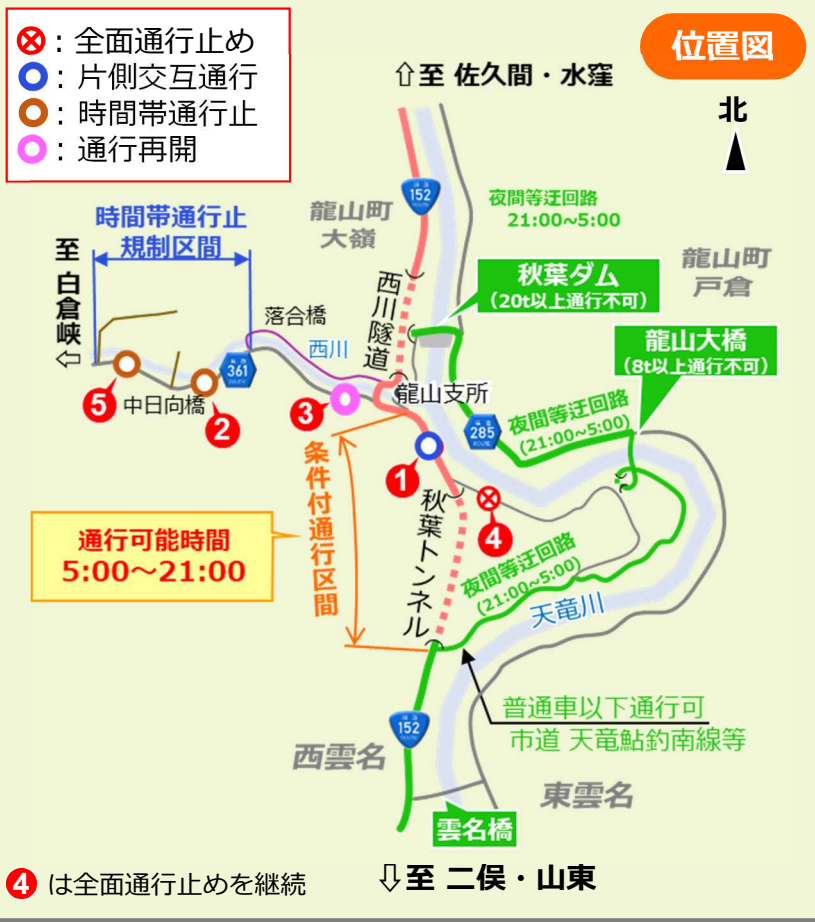 ：全面通行止め
：片側交互通行
：時間帯通行止
：通行再開
位置図
北
⇧至 佐久間・水窪
152
龍山町
大嶺
夜間等迂回路
21:00~5:00
龍山町
戸倉
時間帯通行止
規制区間
至 白倉峡
⇦
秋葉ダム
（20t以上通行不可）
西川隧道
落合橋
西川
龍山大橋
（8t以上通行不可）
361
龍山支所
5
中日向橋
2
3
285
ROUTE
夜間等迂回路
(21:00~5:00)
1
条件付通行区間
秋葉トンネル
4
通行可能時間
5:00～21:00
夜間等迂回路
(21:00~5:00)
天竜川
普通車以下通行可
市道 天竜鮎釣南線等
152
ROUTE
西雲名
東雲名
雲名橋
4 は全面通行止めを継続
⇩至 二俣・山東